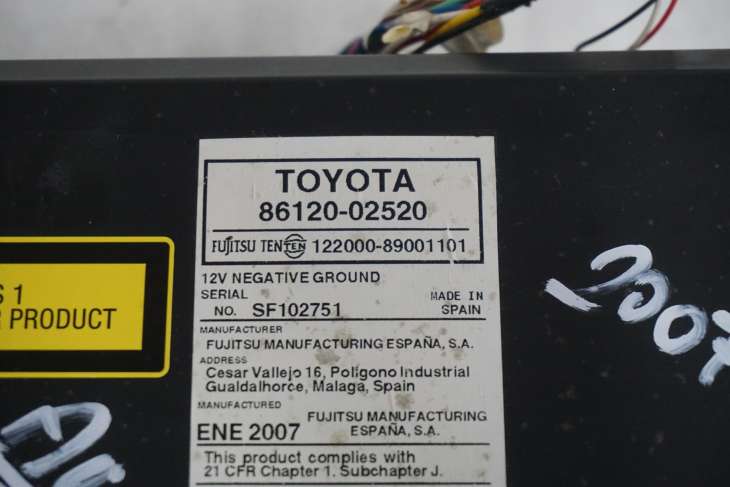 TOYOTA
86120-02520
FUJITSU TEN TEN 122000-89001101
12V NEGATIVE GROUND
SERIAL
NO. SF102751
MADE IN
SPAIN
MANUFACTURER
FUJITSU MANUFACTURING ESPAÑA, S.A.
ADDRESS
Cesar Vallejo 16, Poligono Industrial
Gualdalhorce, Malaga, Spain
MANUFACTURED
FUJITSU MANUFACTURING
ESPAÑA, S.A.
ENE 2007
This product complies with
21 CFR Chapter 1. Subchapter J.
S 1
R PRODUCT
2007